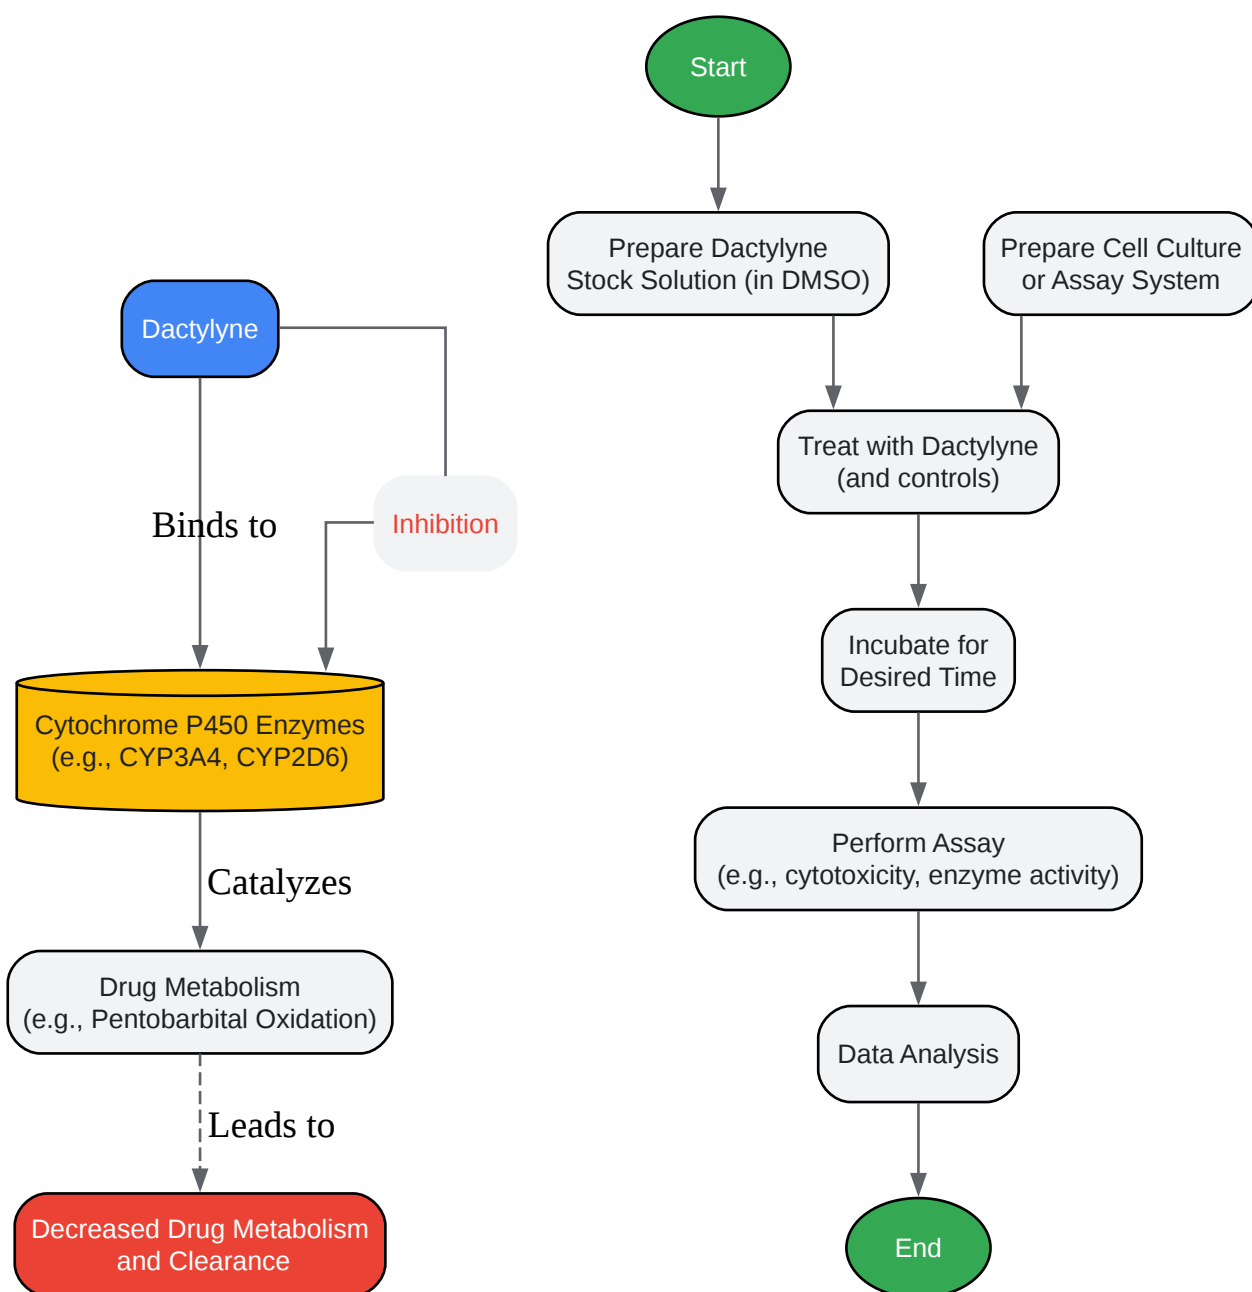 Dactylyne
Binds to
Inhibition
Cytochrome P450 Enzymes
(e.g., CYP3A4, CYP2D6)
Catalyzes
Drug Metabolism
(e.g., Pentobarbital Oxidation)
Leads to
Decreased Drug Metabolism
and Clearance
Start
Prepare Dactylyne
Stock Solution (in DMSO)
Prepare Cell Culture
or Assay System
Treat with Dactylyne
(and controls)
Incubate for
Desired Time
Perform Assay
(e.g., cytotoxicity, enzyme activity)
Data Analysis
End